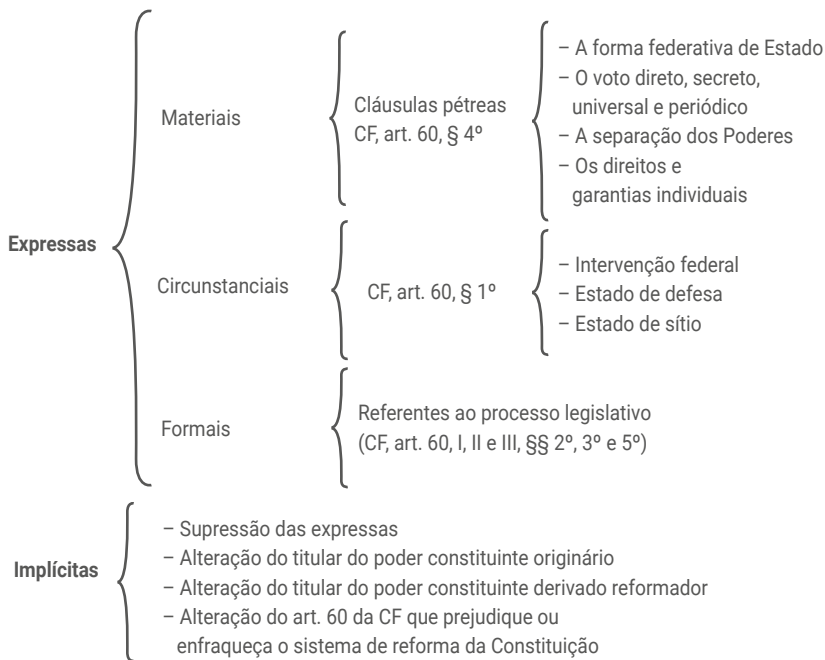 Expressas
Materiais
Cláusulas pétreas
CF, art. 60, § 4º
– A forma federativa de Estado
– O voto direto, secreto,
universal e periódico
– A separação dos Poderes
– Os direitos e
garantias individuais
Circunstanciais
CF, art. 60, § 1º
– Intervenção federal
– Estado de defesa
– Estado de sítio
Formais
Referentes ao processo legislativo
(CF, art. 60, I, II e III, §§ 2º, 3º e 5º)
Implícitas
– Supressão das expressas
– Alteração do titular do poder constituinte originário
– Alteração do titular do poder constituinte derivado reformador
– Alteração do art. 60 da CF que prejudique ou
enfraqueça o sistema de reforma da Constituição